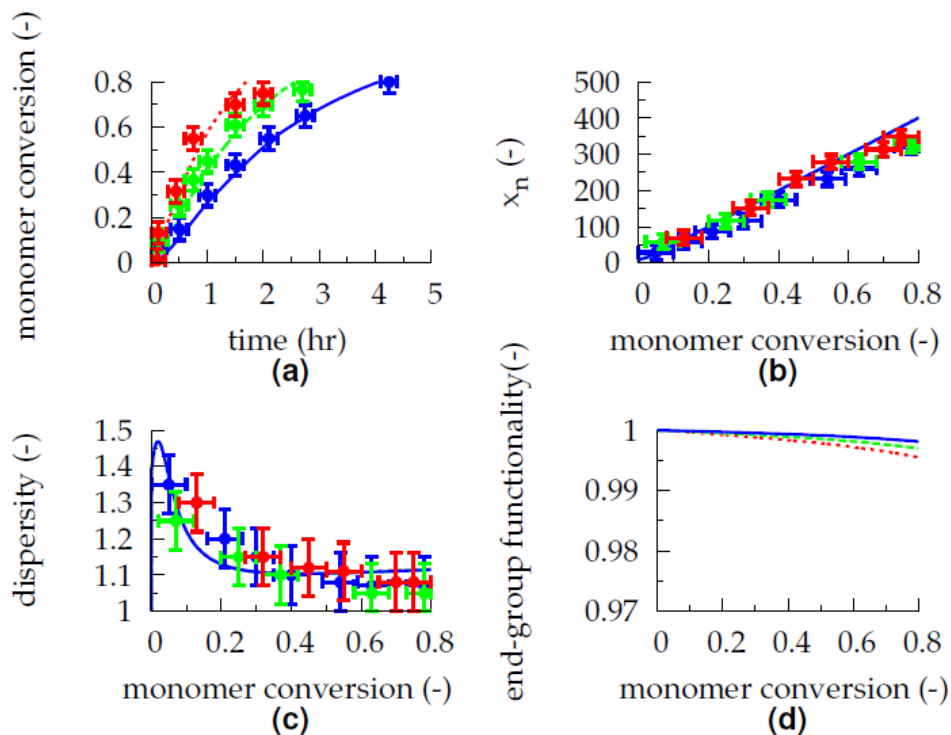 monomer conversion (-)
0.8
0.6
0.4
0.2
0
0 1 2 3 4 5
time (hr)
(a)
x_n (-)
500
400
300
200
100
0
0 0.2 0.4 0.6 0.8
monomer conversion (-)
(b)
dispersity (-)
1.5
1.4
1.3
1.2
1.1
1
0 0.2 0.4 0.6 0.8
monomer conversion (-)
(c)
end-group functionality(-)
1
0.99
0.98
0.97
0 0.2 0.4 0.6 0.8
monomer conversion (-)
(d)